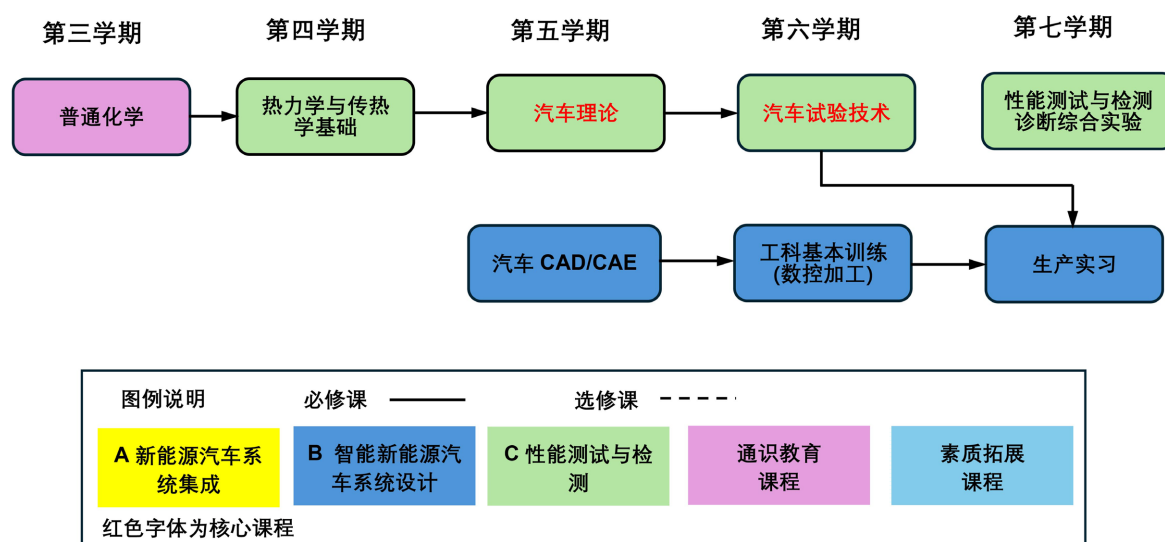 第三学期
第四学期
第五学期
第六学期
第七学期
普通化学
热力学与传热
学基础
汽车理论
汽车试验技术
性能测试与检测
诊断综合实验
汽车 CAD/CAE
工科基本训练
(数控加工)
生产实习
图例说明
必修课
选修课
A 新能源汽车系
统集成
B 智能新能源汽
车系统设计
C 性能测试与检
测
通识教育
课程
素质拓展
课程
红色字体为核心课程